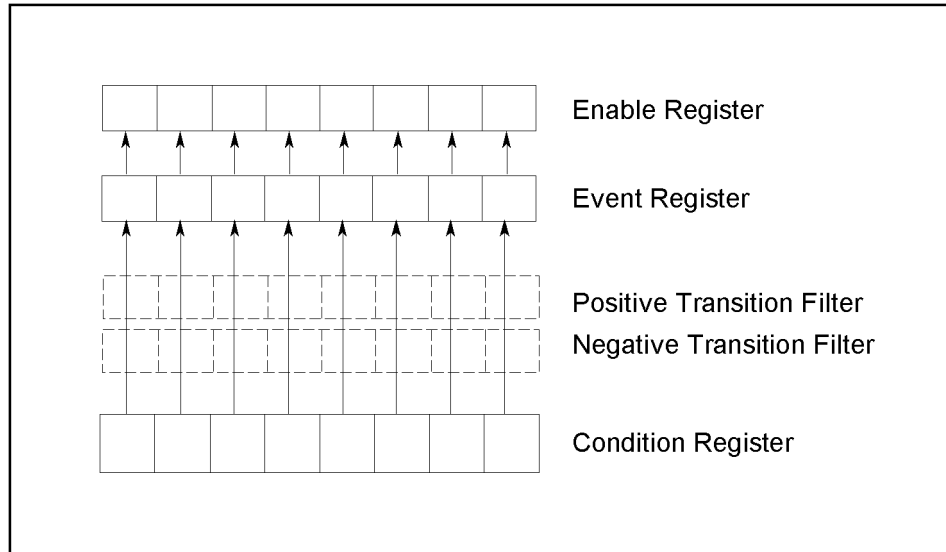 Enable Register
Event Register
Positive Transition Filter
Negative Transition Filter
Condition Register